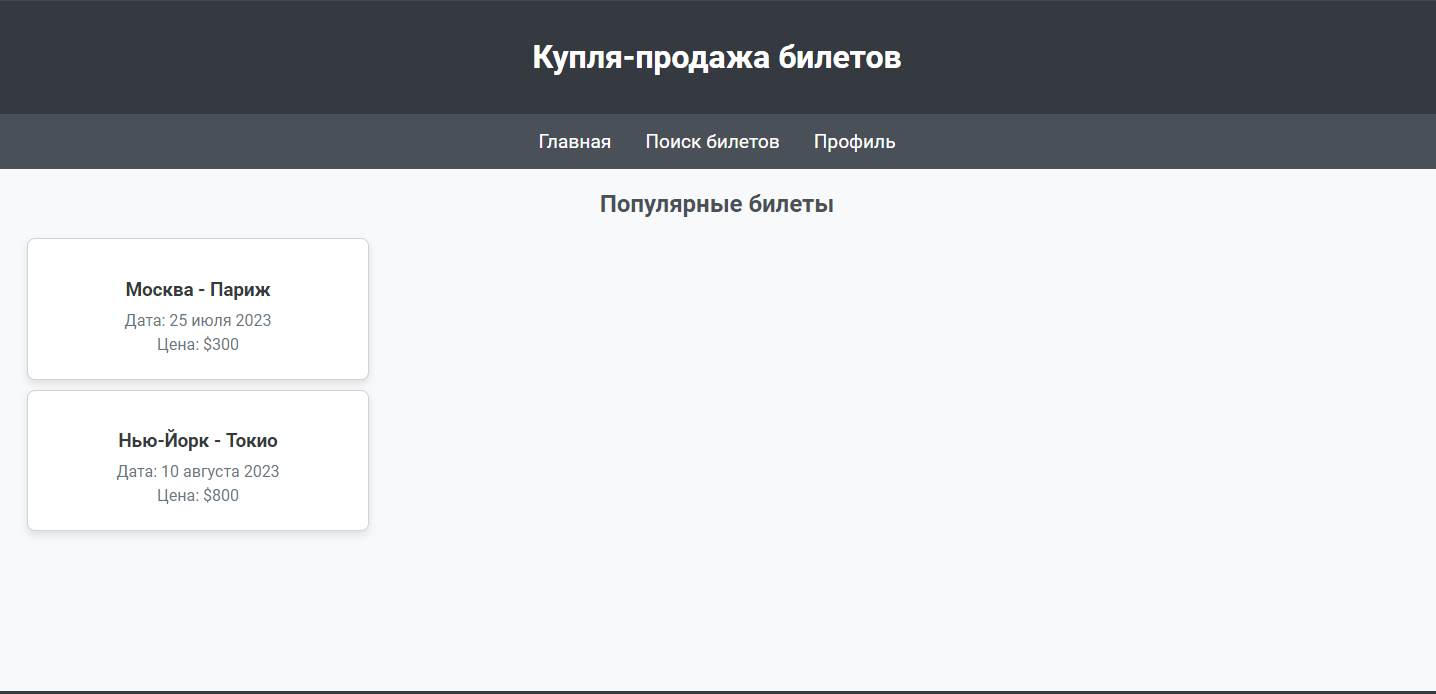 Купля-продажа билетов
Главная Поиск билетов Профиль
Популярные билеты
Москва - Париж
Дата: 25 июля 2023
Цена: $300
Нью-Йорк - Токио
Дата: 10 августа 2023
Цена: $800